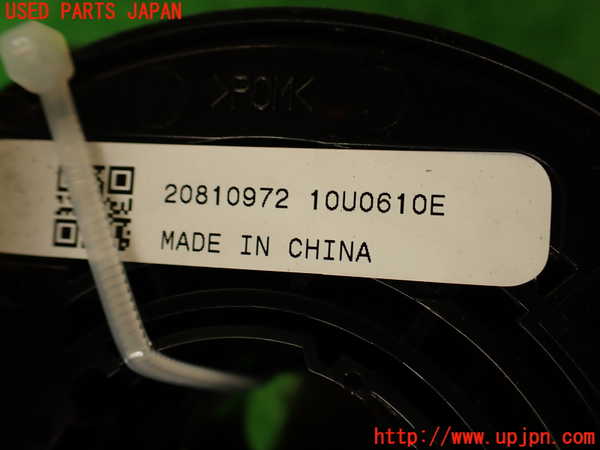 USED PARTS JAPAN
>POM<
20810972 10U0610E
MADE IN CHINA
http://www.upjpn.com